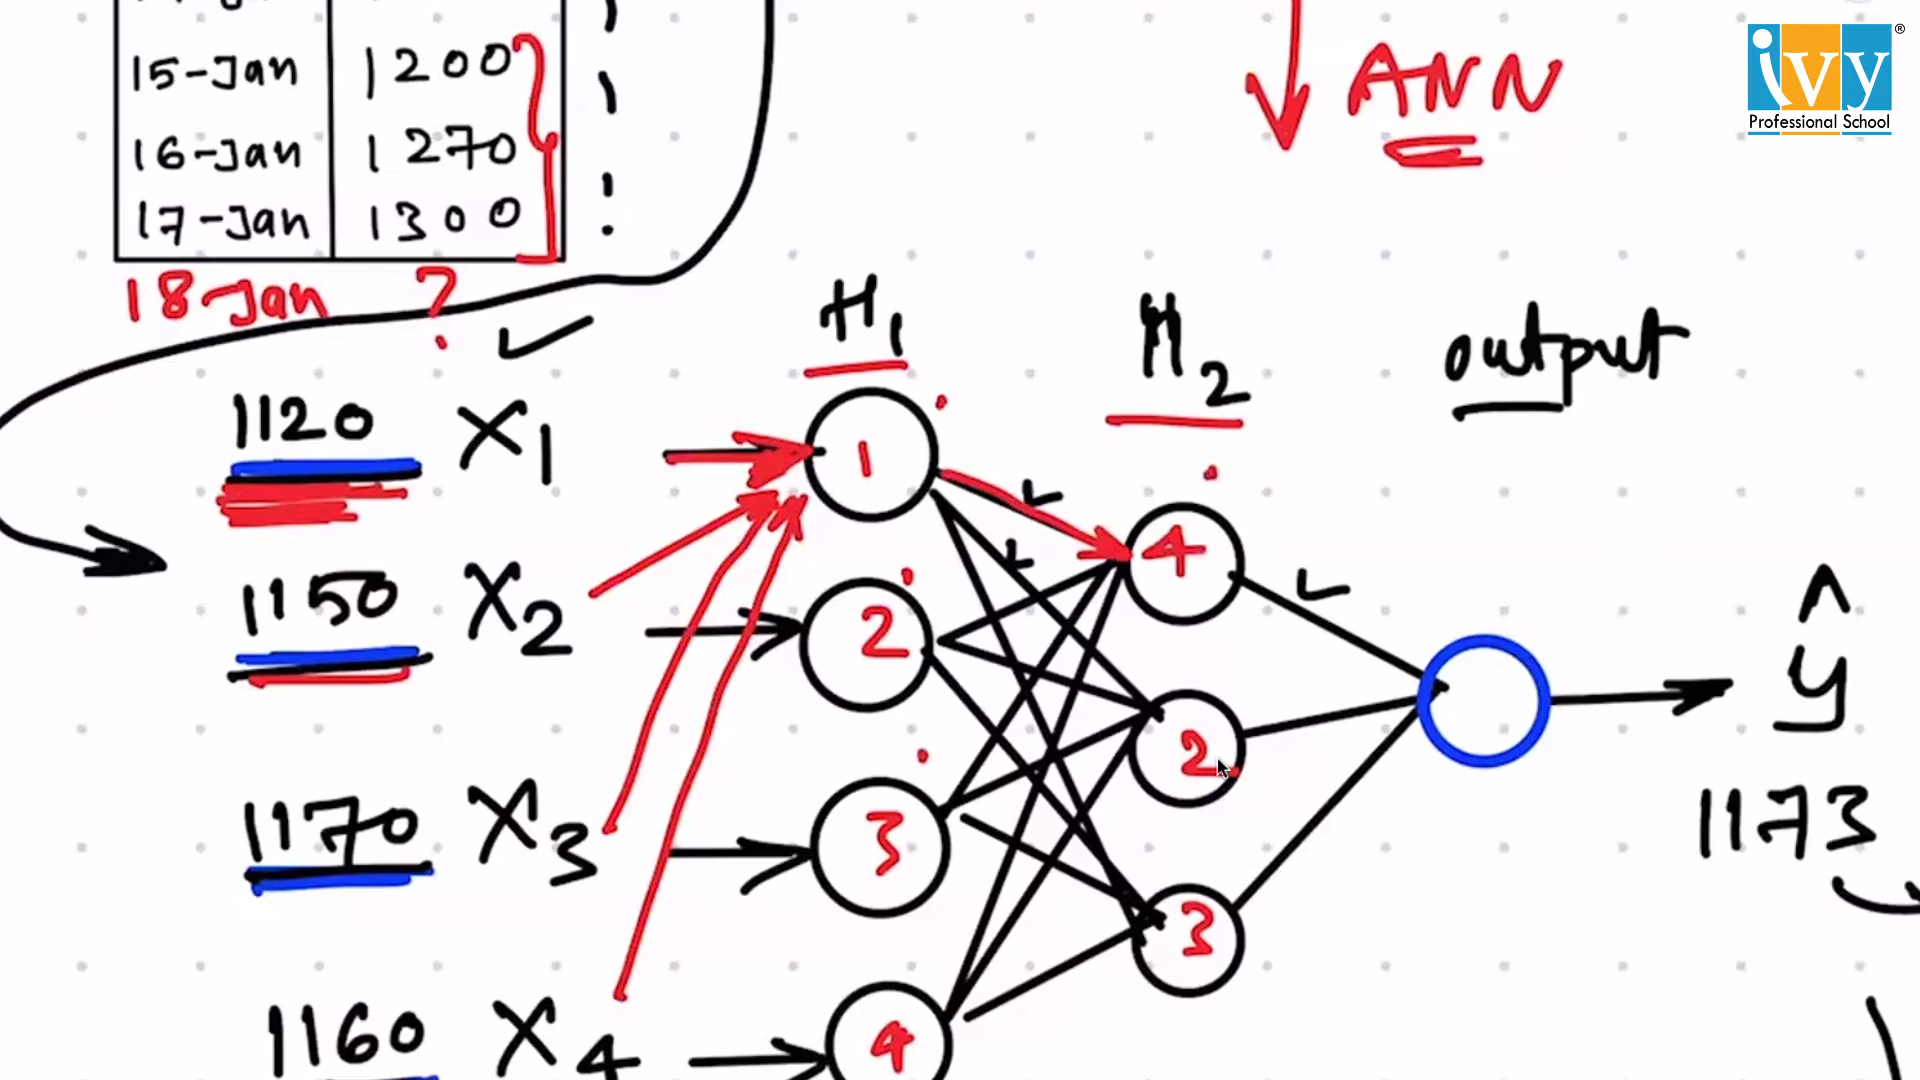 15-Jan 1200
16-Jan 1270
17-Jan 1300
18-Jan ?
ANN
ivy®
Professional School
H1
H2
output
1120 X1
1150 X2
1170 X3
1160 X4
1
2
3
4
4
2
3
ŷ
1173